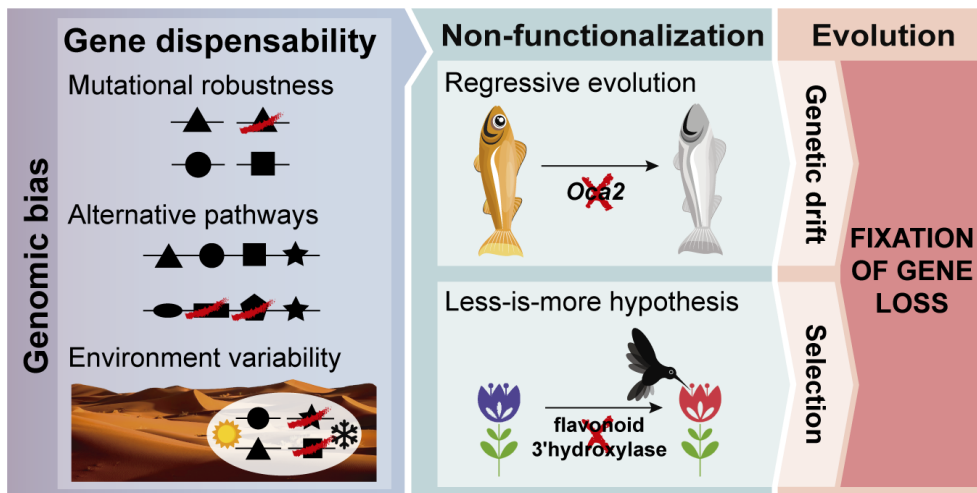 Genomic bias
Gene dispensability
Mutational robustness
Alternative pathways
Environment variability
Non-functionalization
Regressive evolution
Oca2
Less-is-more hypothesis
flavonoid
3'hydroxylase
Evolution
Genetic drift
Selection
FIXATION
OF GENE
LOSS